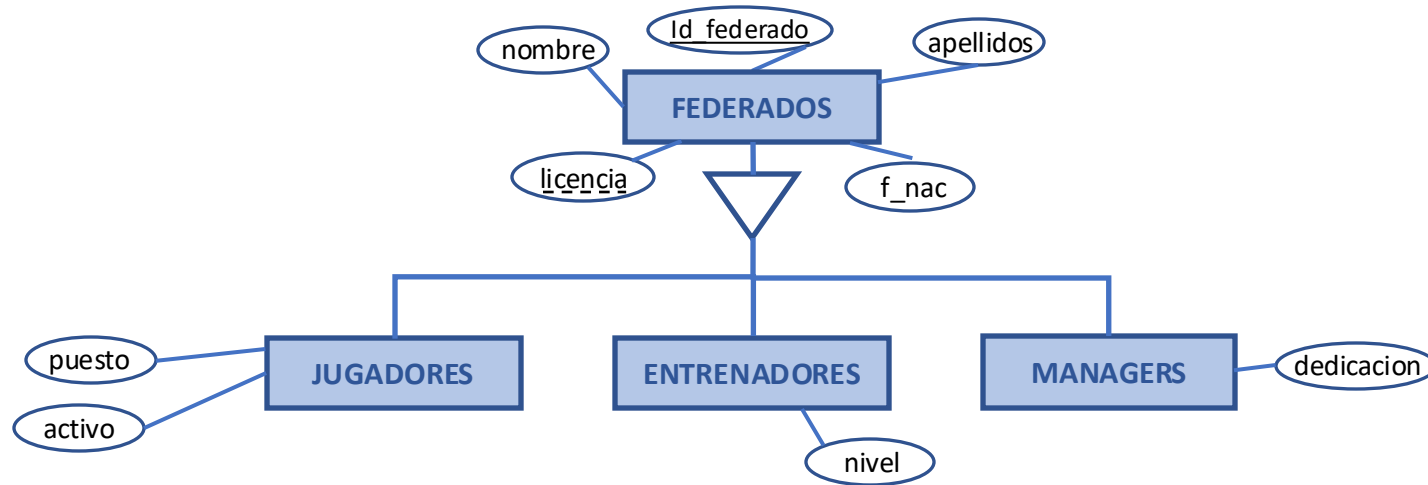 Id_federado
nombre
apellidos
FEDERADOS
licencia
f_nac
puesto
JUGADORES
ENTRENADORES
MANAGERS
dedicacion
activo
nivel